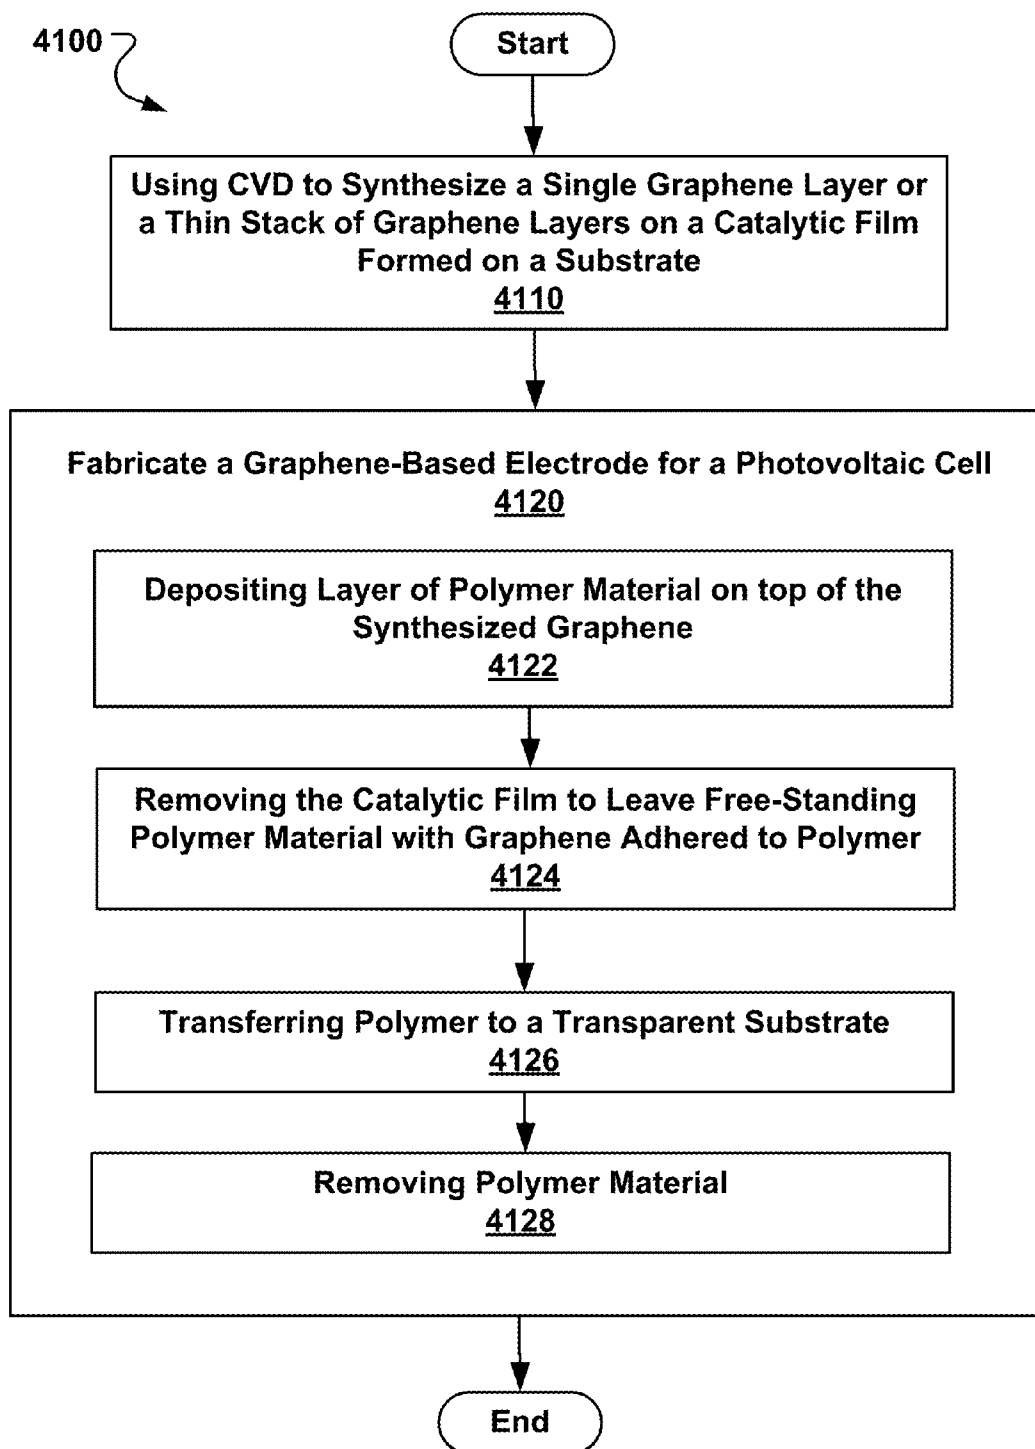 4100
Start
Using CVD to Synthesize a Single Graphene Layer or
a Thin Stack of Graphene Layers on a Catalytic Film
Formed on a Substrate
4110
Fabricate a Graphene-Based Electrode for a Photovoltaic Cell
4120
Depositing Layer of Polymer Material on top of the
Synthesized Graphene
4122
Removing the Catalytic Film to Leave Free-Standing
Polymer Material with Graphene Adhered to Polymer
4124
Transferring Polymer to a Transparent Substrate
4126
Removing Polymer Material
4128
End